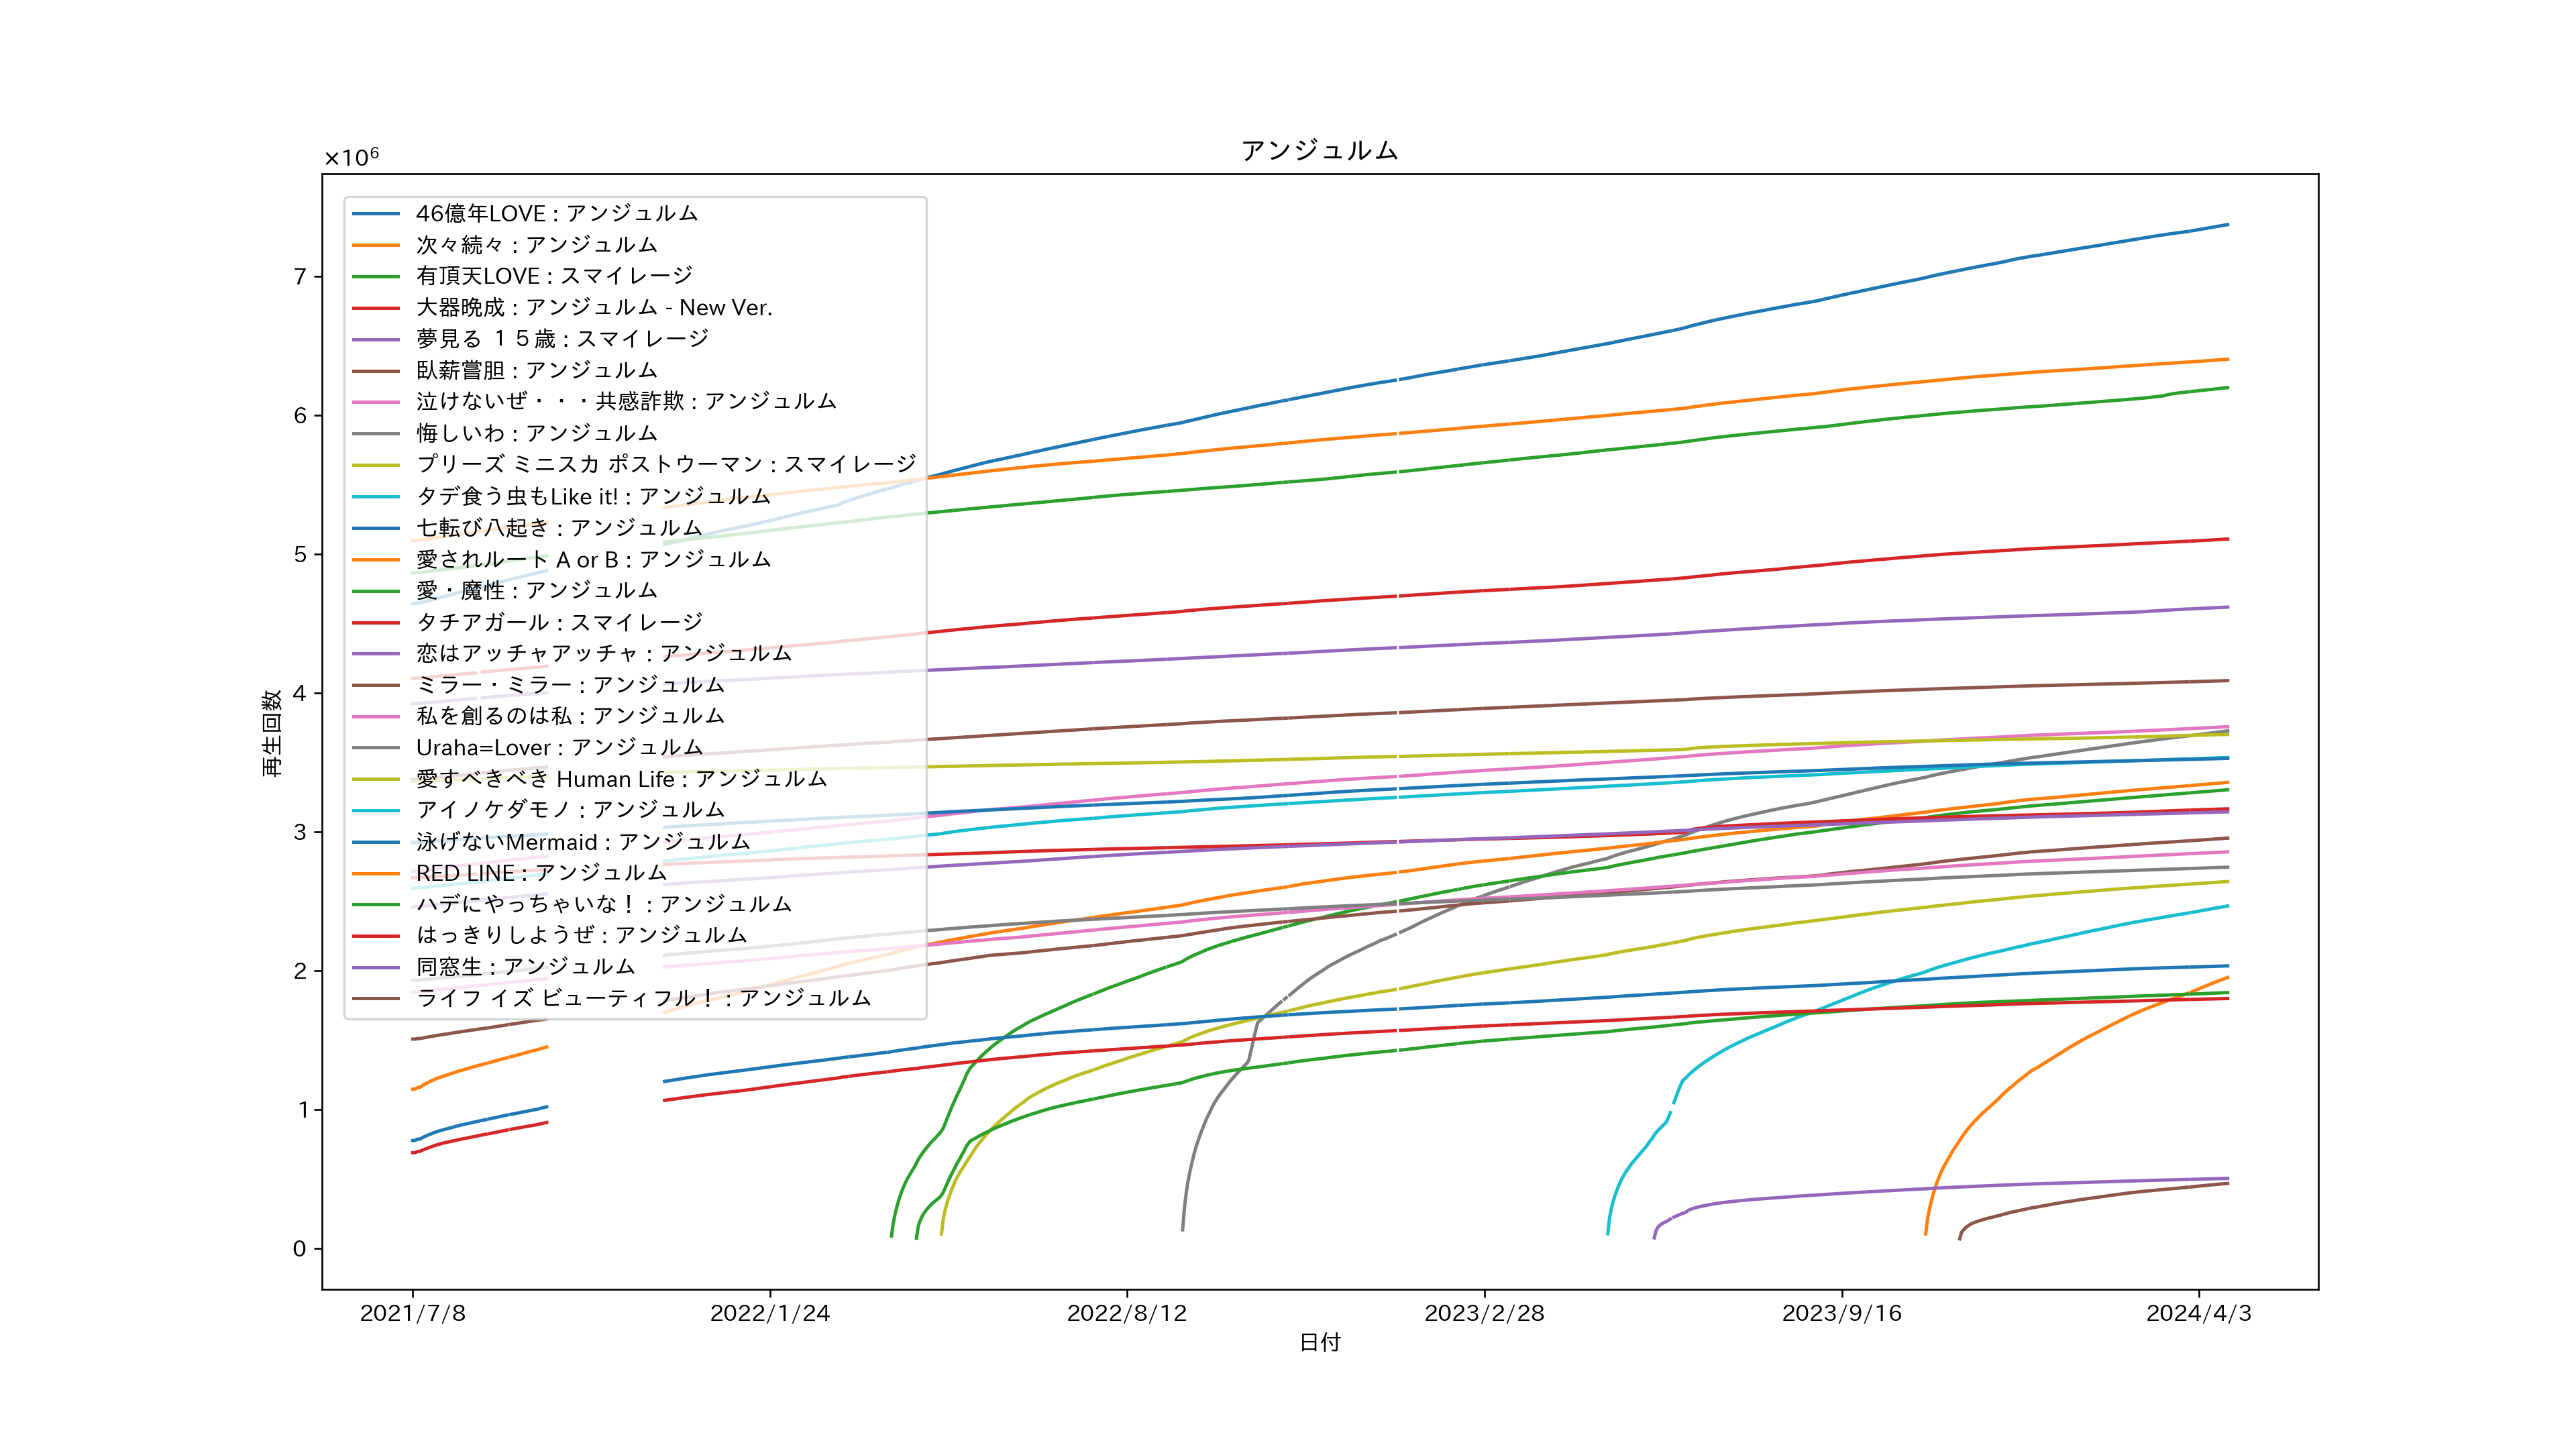 アンジュルム
×10⁶
46億年LOVE : アンジュルム
次々続々 : アンジュルム
有頂天LOVE : スマイレージ
大器晩成 : アンジュルム - New Ver.
夢見る １５歳 : スマイレージ
臥薪嘗胆 : アンジュルム
泣けないぜ・・・共感詐欺 : アンジュルム
悔しいわ : アンジュルム
プリーズ ミニスカ ポストウーマン : スマイレージ
タデ食う虫もLike it! : アンジュルム
七転び八起き : アンジュルム
愛されルート A or B : アンジュルム
愛・魔性 : アンジュルム
タチアガール : スマイレージ
恋はアッチャアッチャ : アンジュルム
ミラー・ミラー : アンジュルム
私を創るのは私 : アンジュルム
Uraha=Lover : アンジュルム
愛すべきべき Human Life : アンジュルム
アイノケダモノ : アンジュルム
泳げないMermaid : アンジュルム
RED LINE : アンジュルム
ハデにやっちゃいな！ : アンジュルム
はっきりしようぜ : アンジュルム
同窓生 : アンジュルム
ライフ イズ ビューティフル！ : アンジュルム
7
6
5
4
3
2
1
0
再生回数
2021/7/8
2022/1/24
2022/8/12
2023/2/28
2023/9/16
2024/4/3
日付